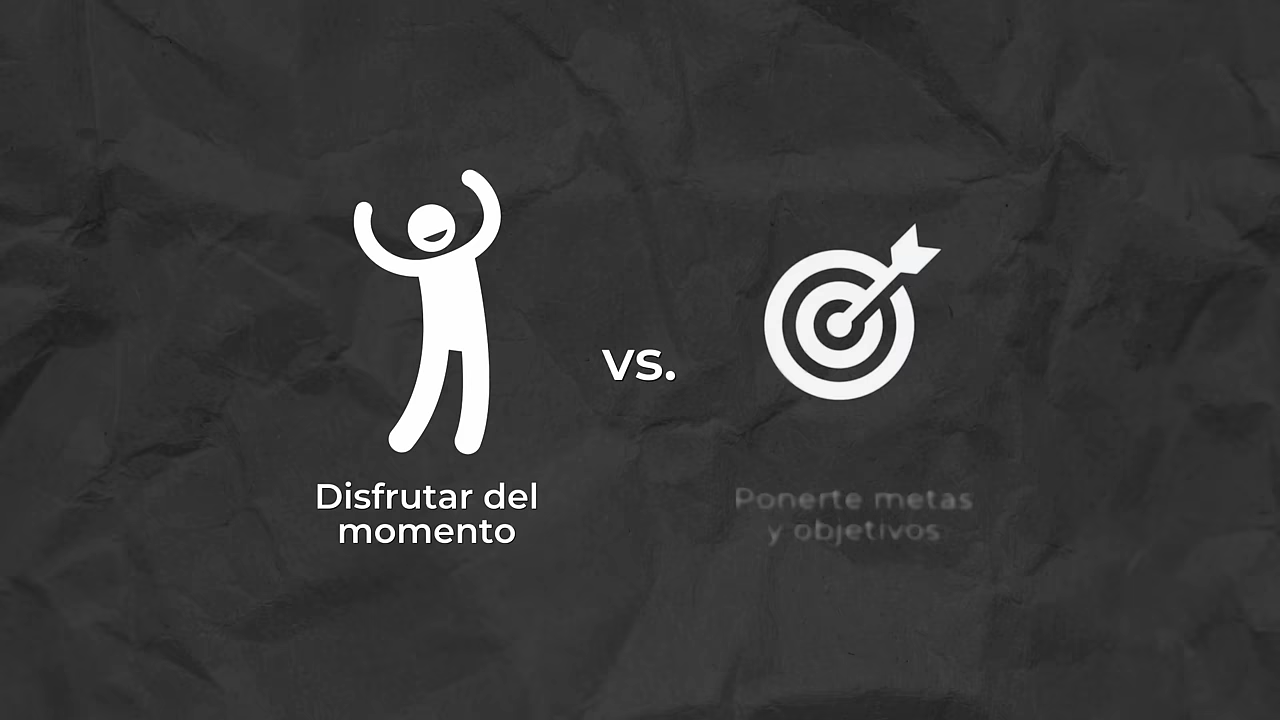 Disfrutar del
momento
vs.
Ponerte metas
y objetivos